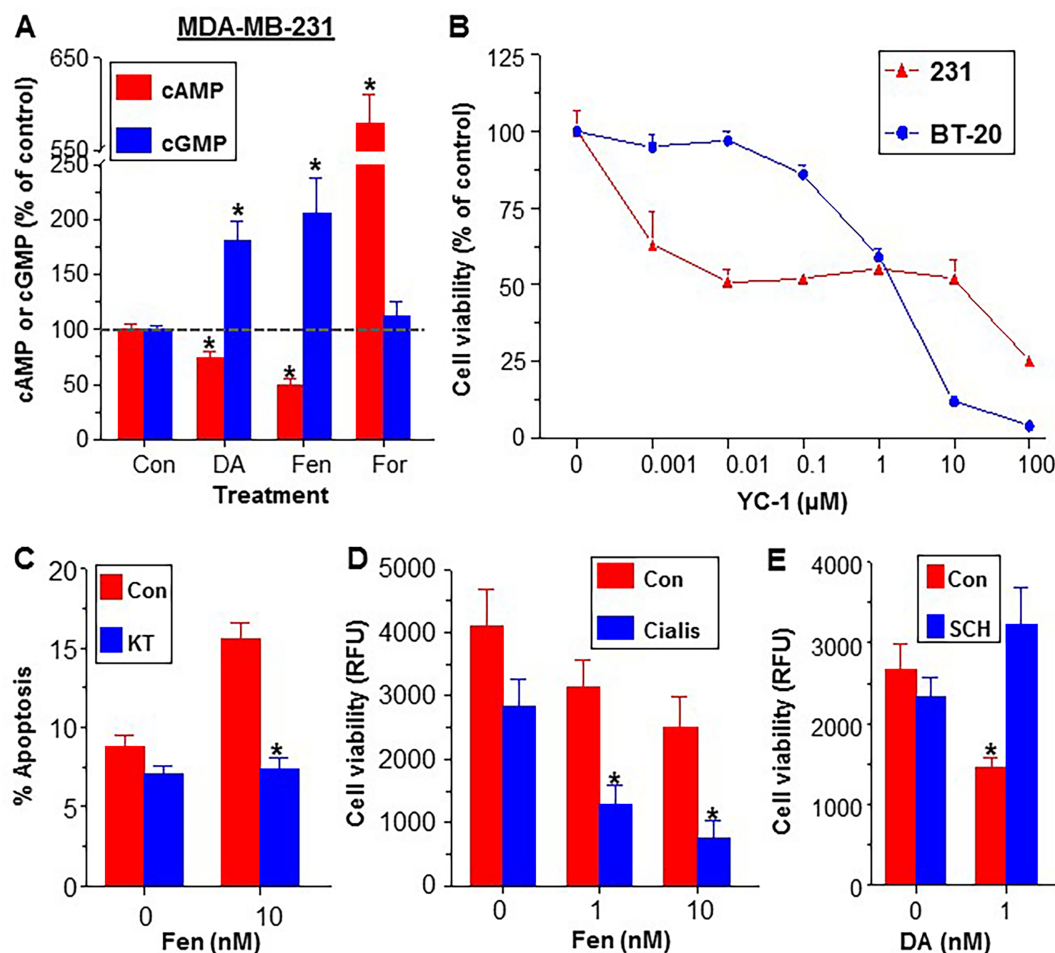 A
MDA-MB-231
cAMP or cGMP (% of control)
650
550
250
200
150
100
50
0
cAMP
cGMP
*
*
*
*
*
Con DA Fen For
Treatment
B
Cell viability (% of control)
125
100
75
50
25
0
231
BT-20
0 0.001 0.01 0.1 1 10 100
YC-1 (µM)
C
% Apoptosis
20
15
10
5
0
Con
KT
*
0 10
Fen (nM)
D
Cell viability (RFU)
5000
4000
3000
2000
1000
0
Con
Cialis
*
*
0 1 10
Fen (nM)
E
Cell viability (RFU)
4000
3000
2000
1000
0
Con
SCH
*
0 1
DA (nM)